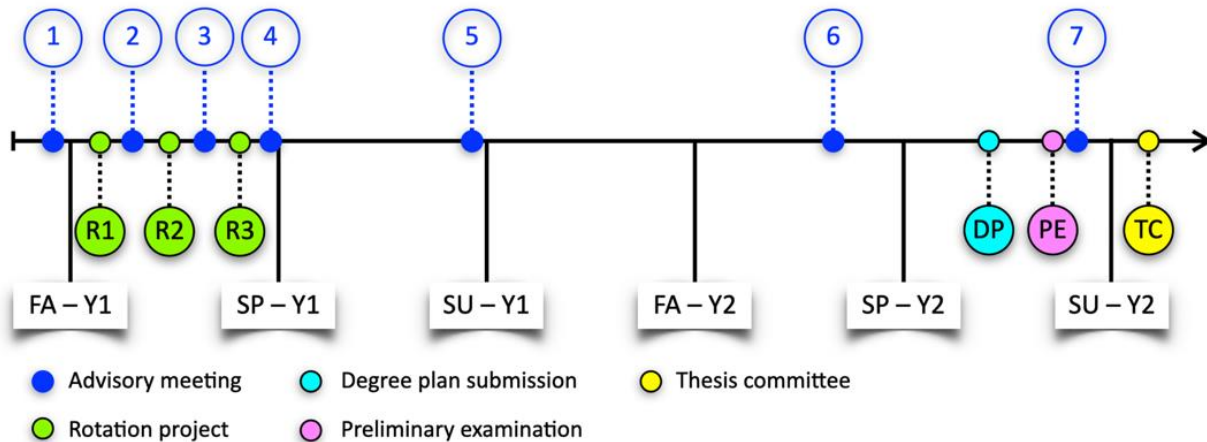 1 2 3 4 5 6 7
R1 R2 R3 DP PE TC
FA – Y1 SP – Y1 SU – Y1 FA – Y2 SP – Y2 SU – Y2
Advisory meeting Degree plan submission Thesis committee
Rotation project Preliminary examination